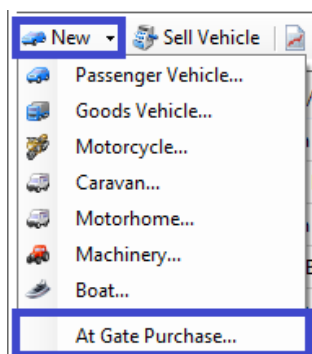 New Sell Vehicle
Passenger Vehicle...
Goods Vehicle...
Motorcycle...
Caravan...
Motorhome...
Machinery...
Boat...
At Gate Purchase...